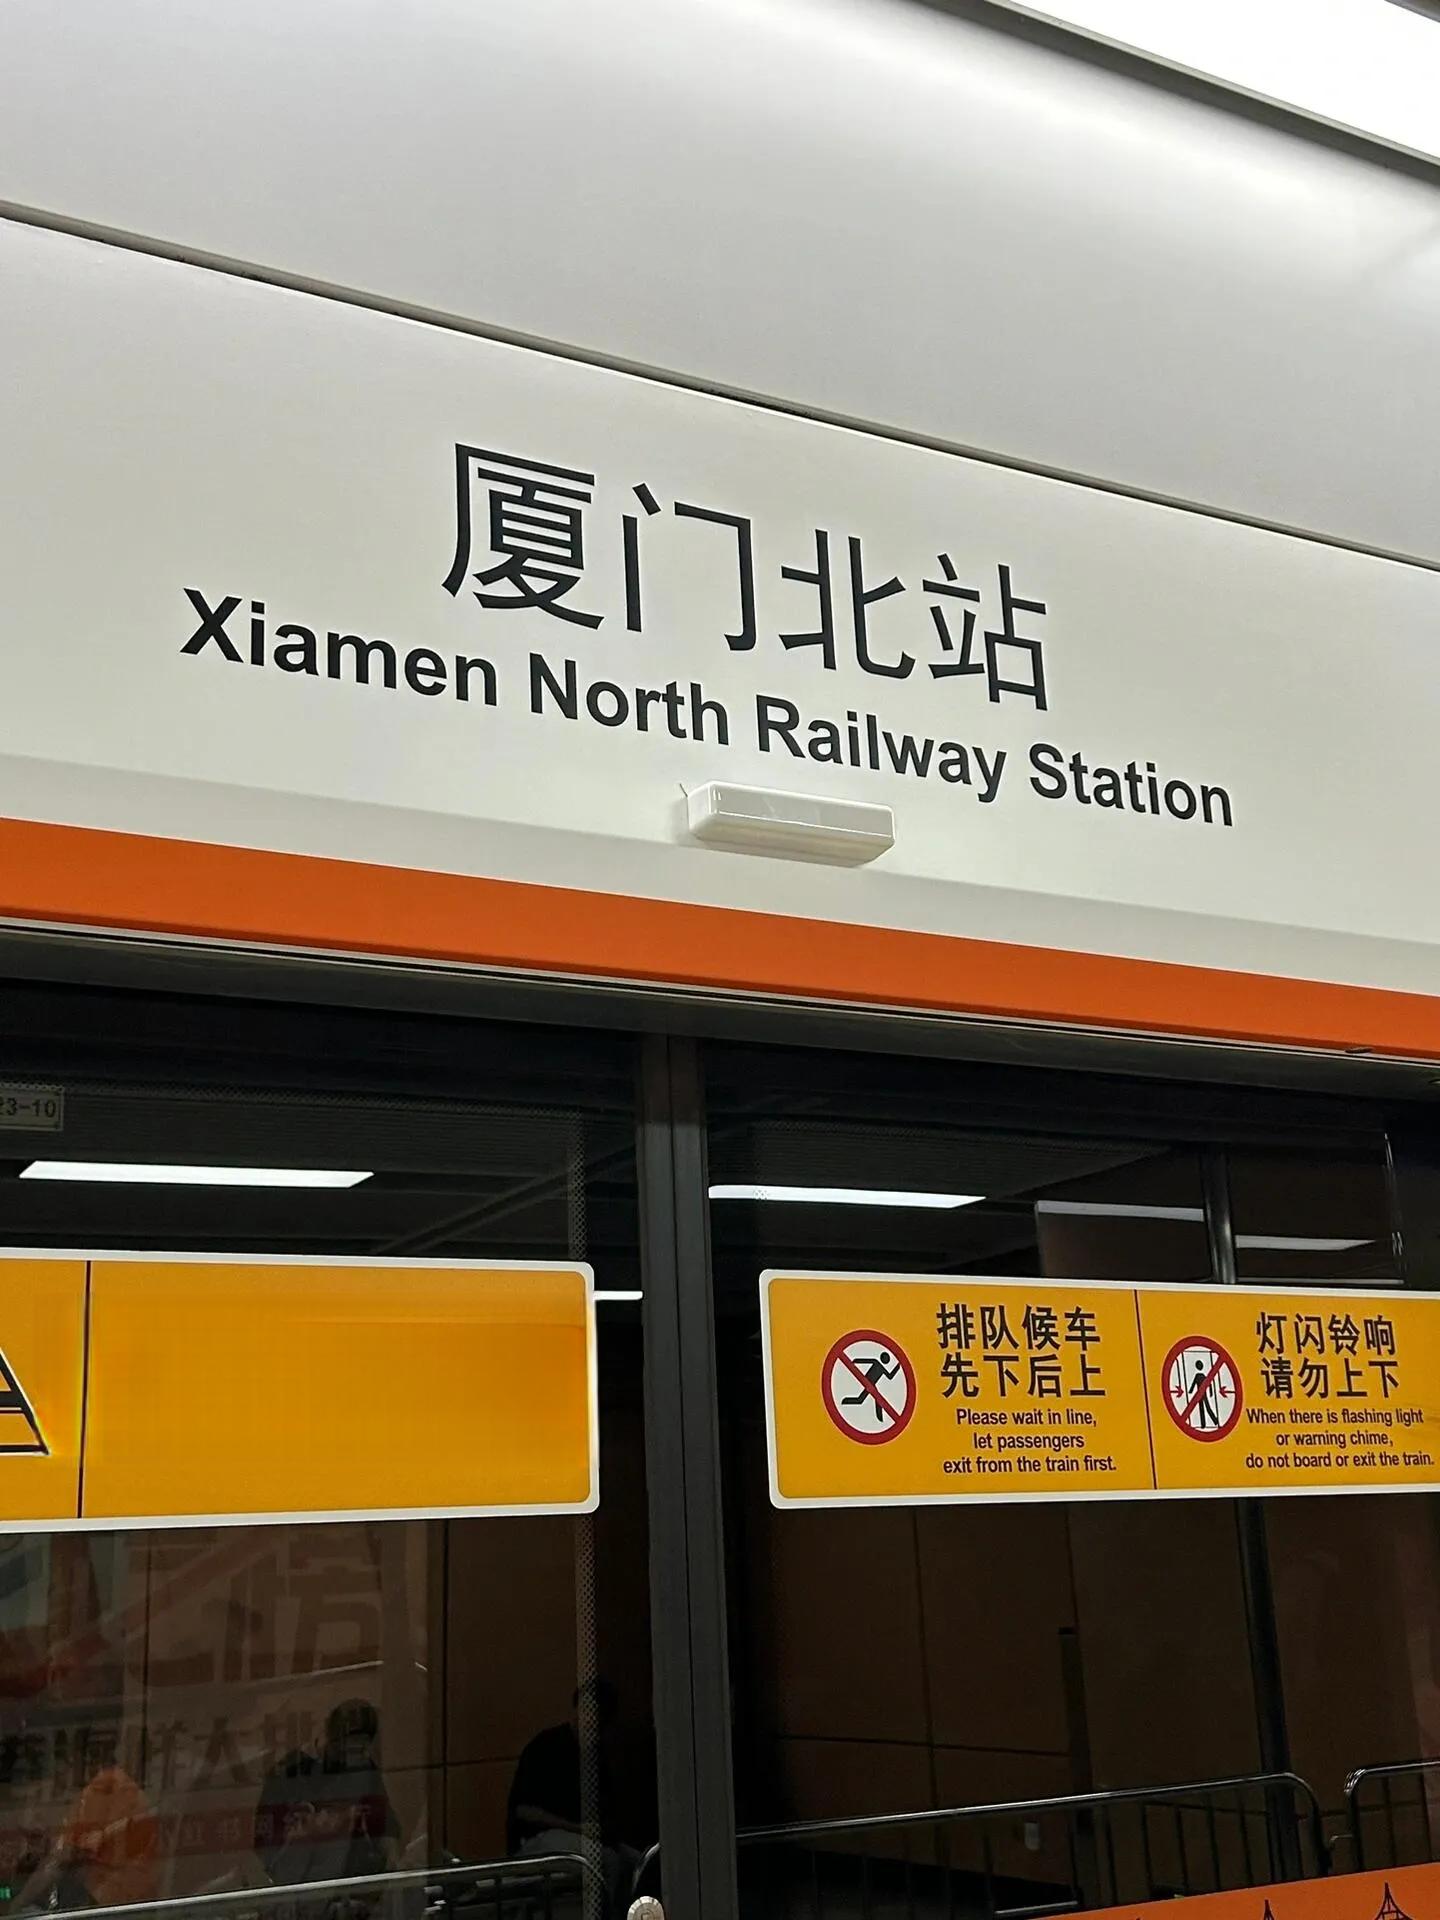 厦门北站
Xiamen North Railway Station
23-10
排队候车
先下后上
Please wait in line,
let passengers
exit from the train first.
灯闪铃响
请勿上下
When there is flashing light
or warning chime,
do not board or exit the train.